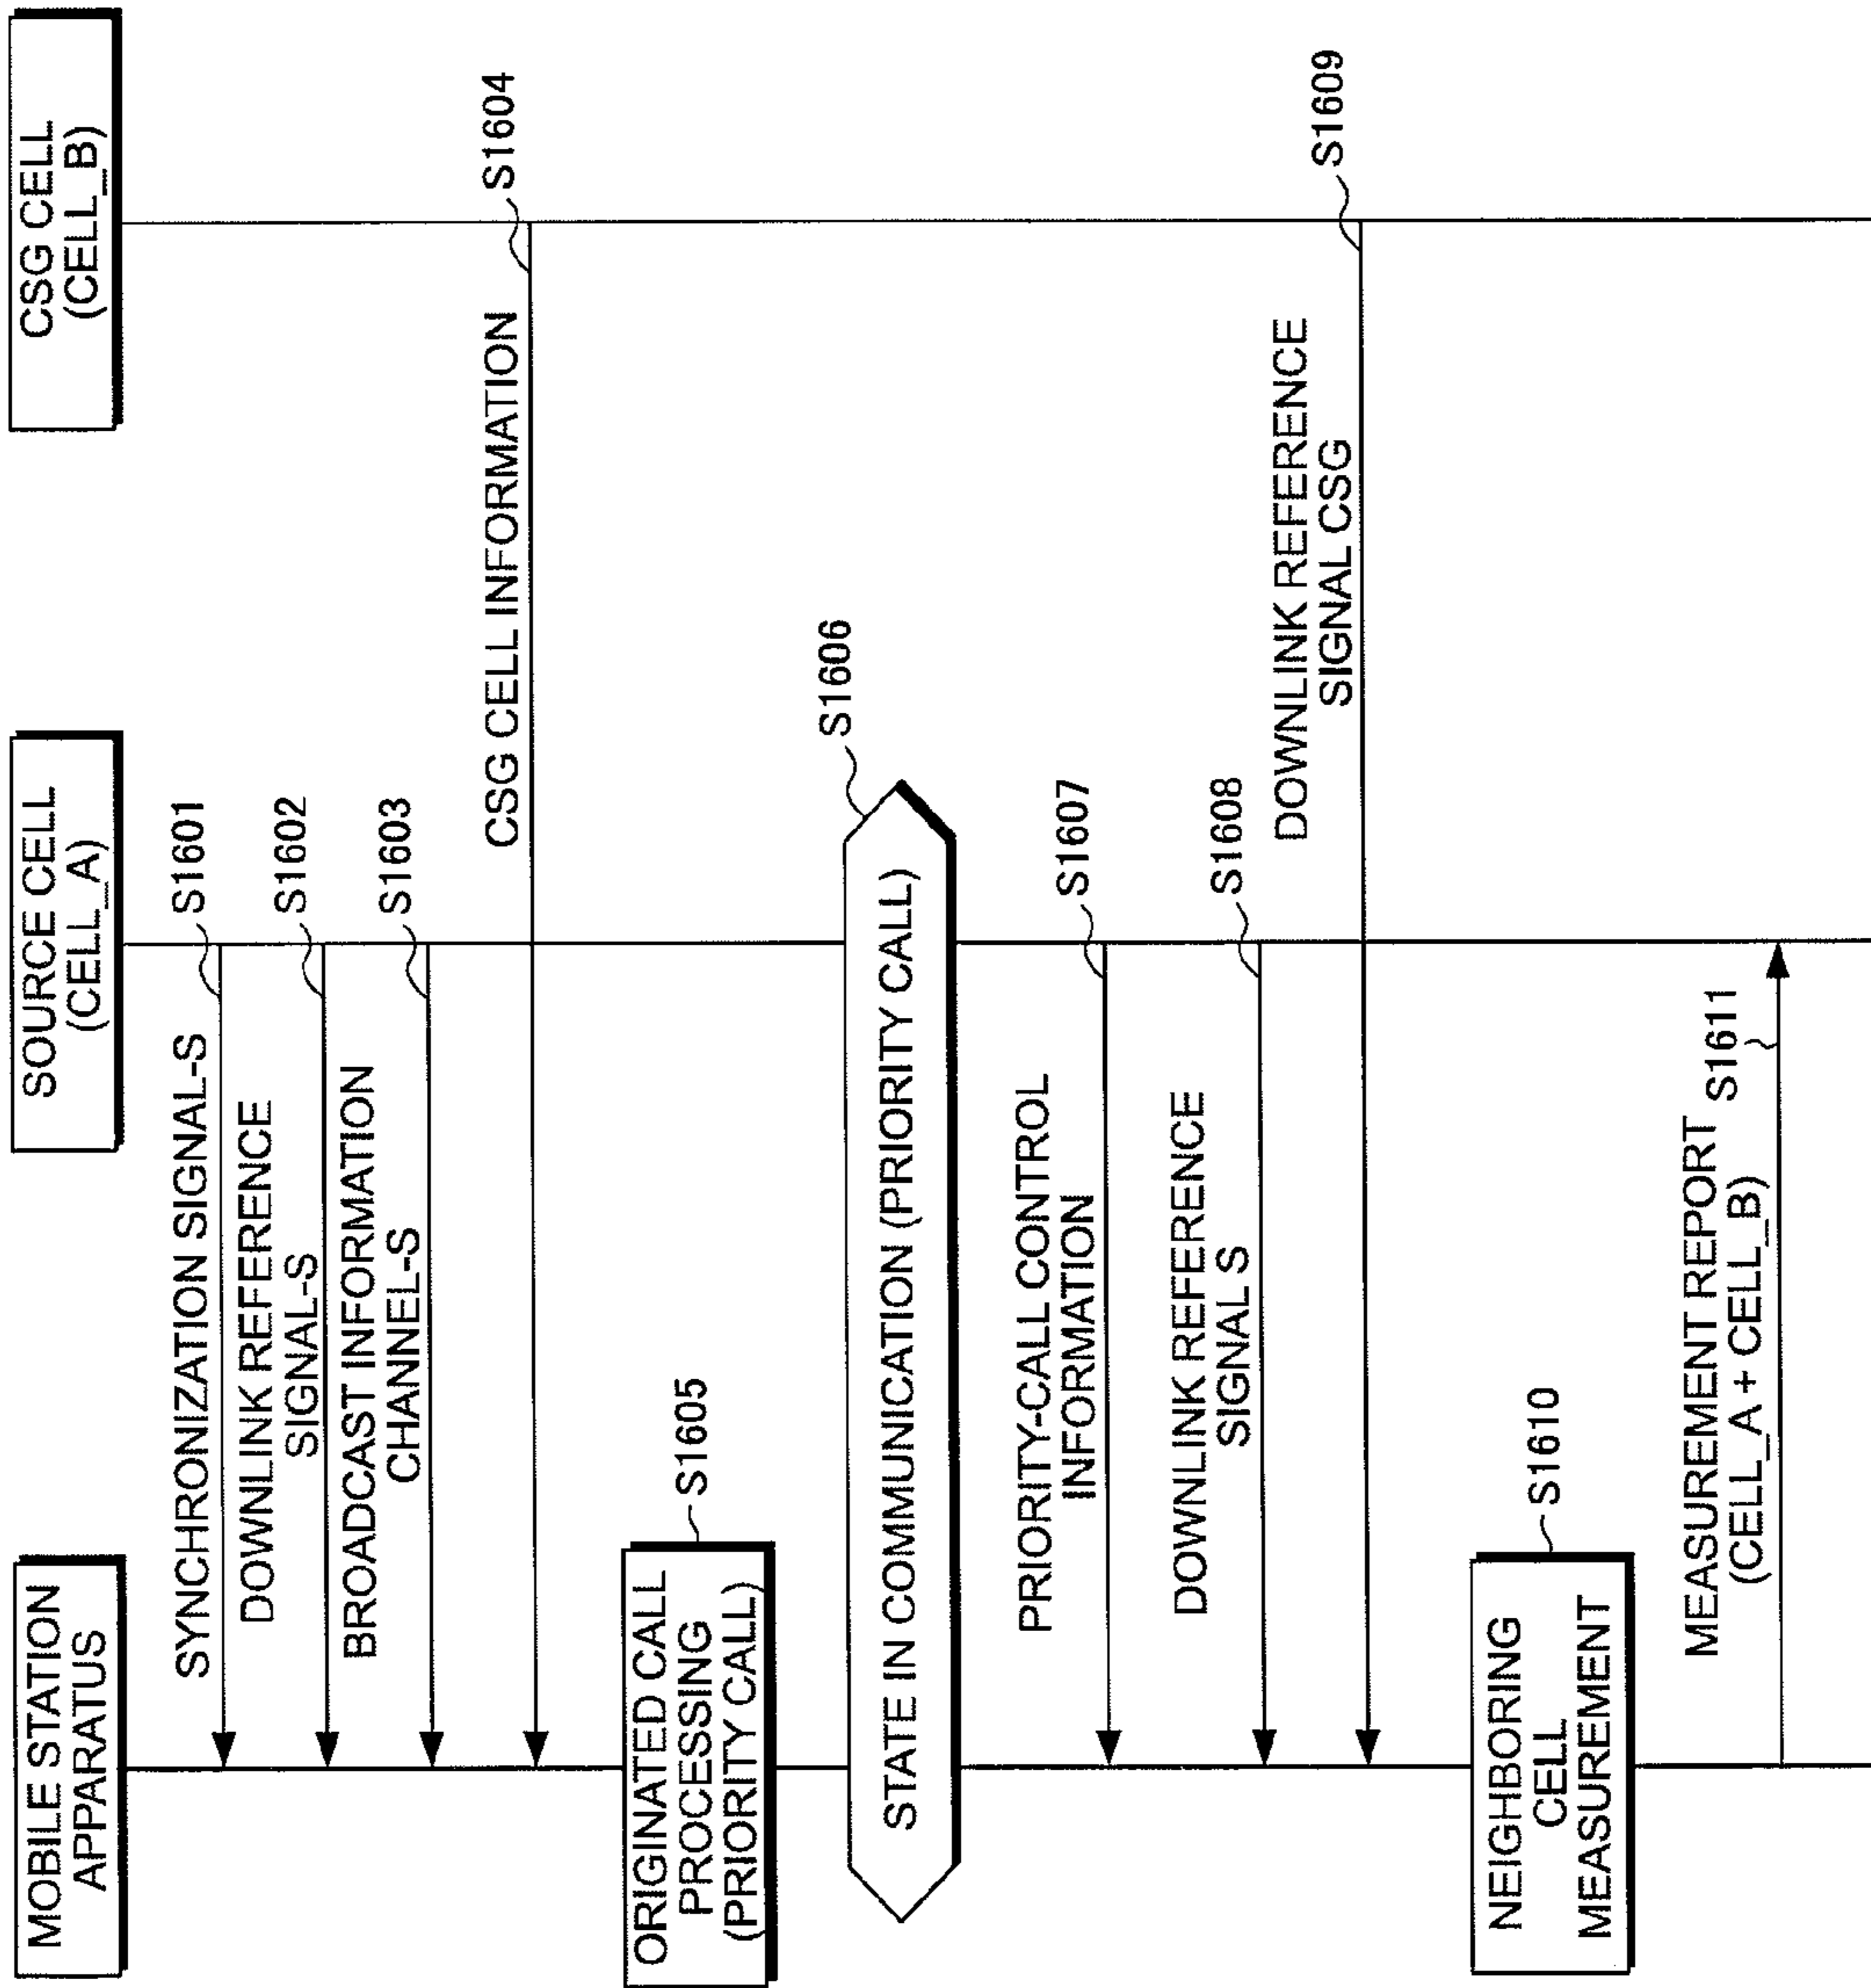 MOBILE STATION
APPARATUS
SOURCE CELL
(CELL_A)
CSG CELL
(CELL_B)
SYNCHRONIZATION SIGNAL-S
S1601
DOWNLINK REFERENCE
SIGNAL-S
S1602
BROADCAST INFORMATION
CHANNEL-S
S1603
CSG CELL INFORMATION
S1604
ORIGINATED CALL
PROCESSING
(PRIORITY CALL)
S1605
STATE IN COMMUNICATION (PRIORITY CALL)
S1606
PRIORITY-CALL CONTROL
INFORMATION
S1607
DOWNLINK REFERENCE
SIGNAL S
S1608
DOWNLINK REFERENCE
SIGNAL CSG
S1609
NEIGHBORING
CELL
MEASUREMENT
S1610
MEASUREMENT REPORT
(CELL_A + CELL_B)
S1611